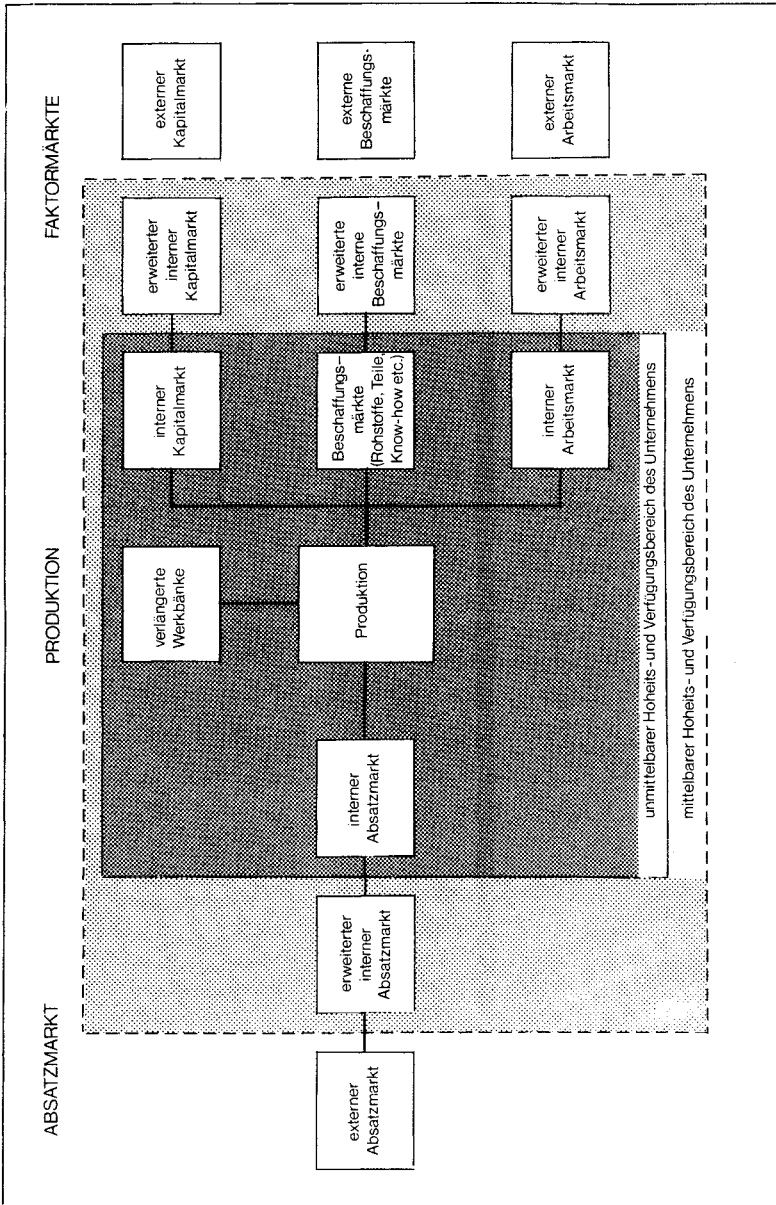 ABSATZMARKT
PRODUKTION
FAKTORMÄRKTE
verlängerte
Werkbänke
interner
Kapitalmarkt
erweiterter
interner
Kapitalmarkt
externer
Kapitalmarkt
externer
Absatzmarkt
erweiterter
interner
Absatzmarkt
interner
Absatzmarkt
Produktion
Beschaffungs-
märkte
(Rohstoffe, Teile,
Know-how etc.)
erweiterte
interne
Beschaffungs-
märkte
externe
Beschaffungs-
märkte
interner
Arbeitsmarkt
erweiterter
interner
Arbeitsmarkt
externer
Arbeitsmarkt
unmittelbarer Hoheits- und Verfügungsbereich des Unternehmens
mittelbarer Hoheits- und Verfügungsbereich des Unternehmens